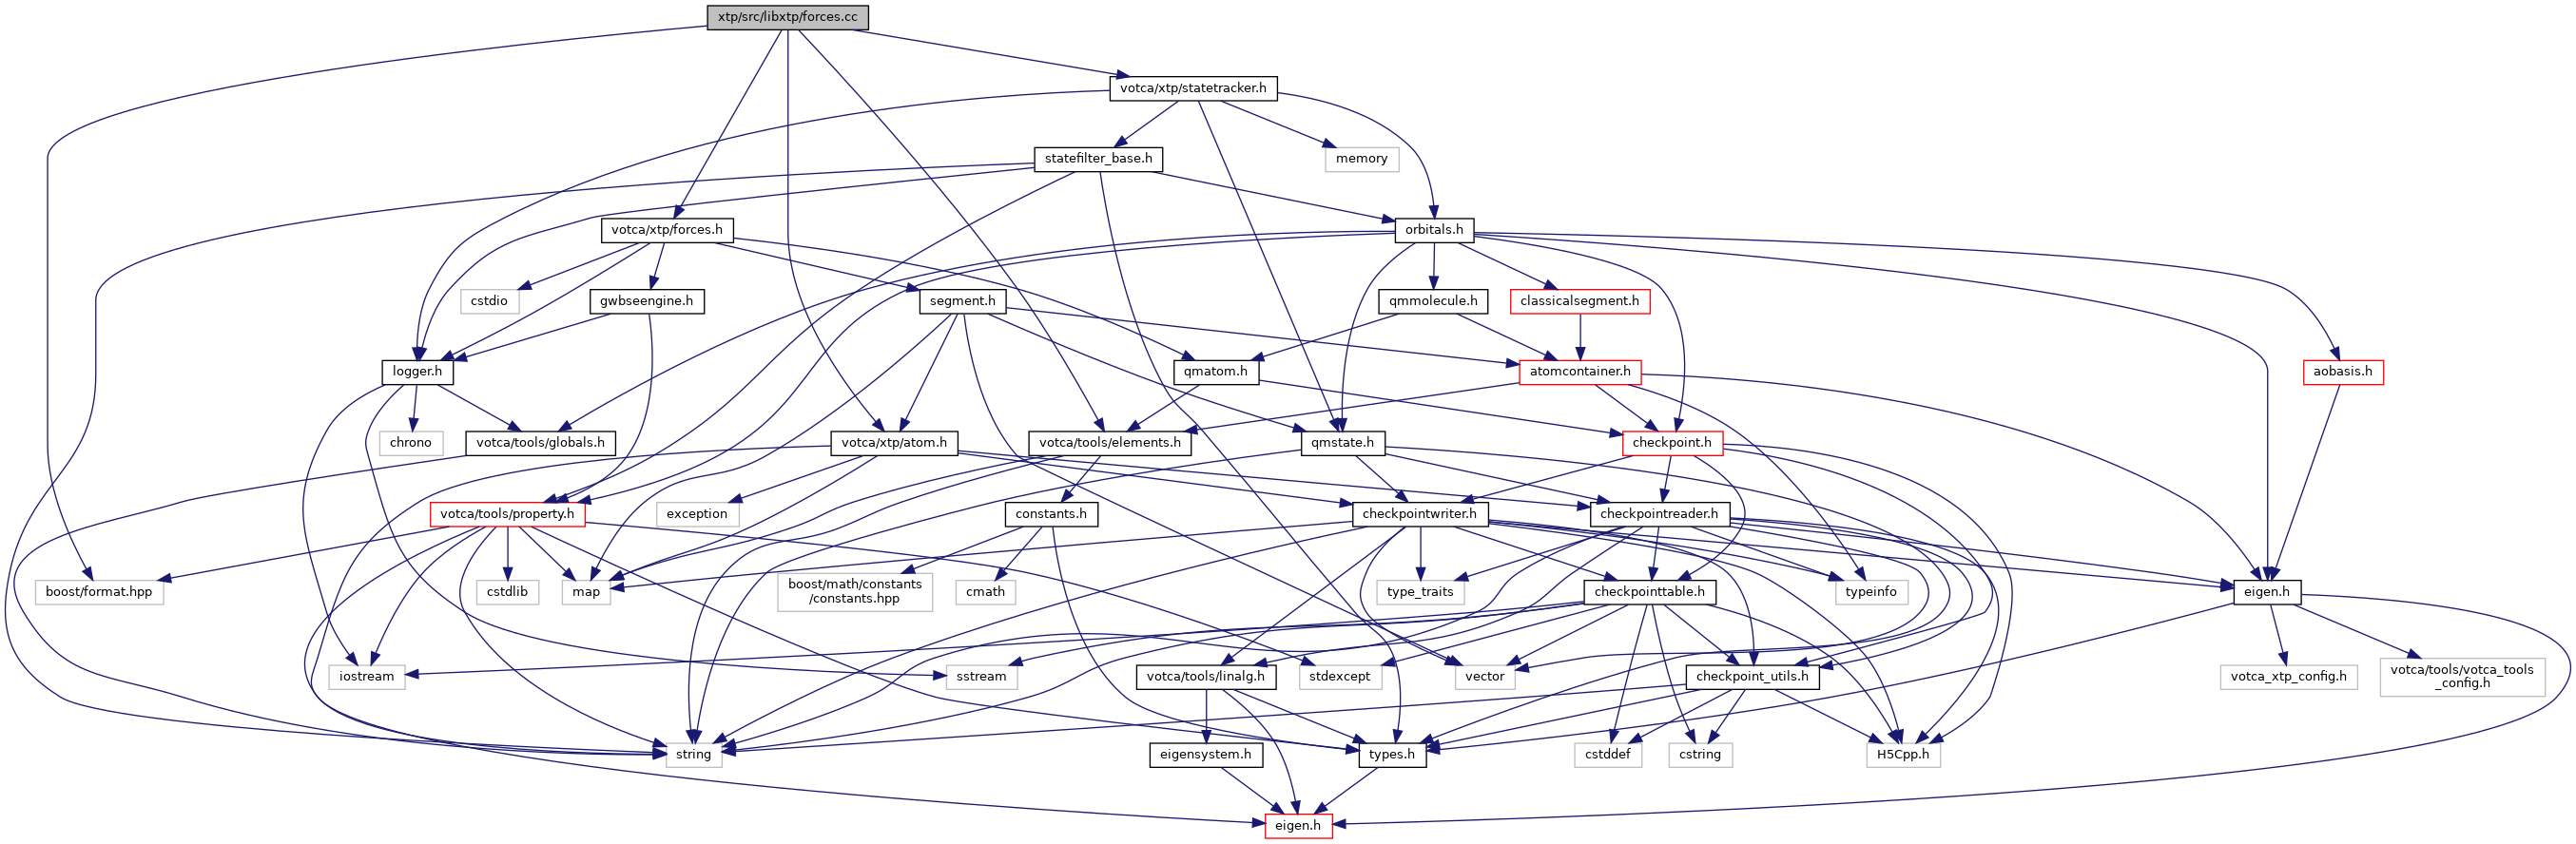 xtp/src/libxtp/forces.cc
votca/xtp/statetracker.h
statefilter_base.h
memory
votca/xtp/forces.h
orbitals.h
cstdio
gwbseengine.h
segment.h
qmmolecule.h
classicalsegment.h
logger.h
qmatom.h
atomcontainer.h
aobasis.h
chrono
votca/tools/globals.h
votca/xtp/atom.h
votca/tools/elements.h
qmstate.h
checkpoint.h
votca/tools/property.h
exception
constants.h
checkpointwriter.h
checkpointreader.h
boost/format.hpp
cstdlib
map
boost/math/constants
/constants.hpp
cmath
type_traits
checkpointtable.h
typeinfo
eigen.h
iostream
sstream
votca/tools/linalg.h
stdexcept
vector
checkpoint_utils.h
votca_xtp_config.h
votca/tools/votca_tools
_config.h
string
eigensystem.h
types.h
cstddef
cstring
H5Cpp.h
eigen.h